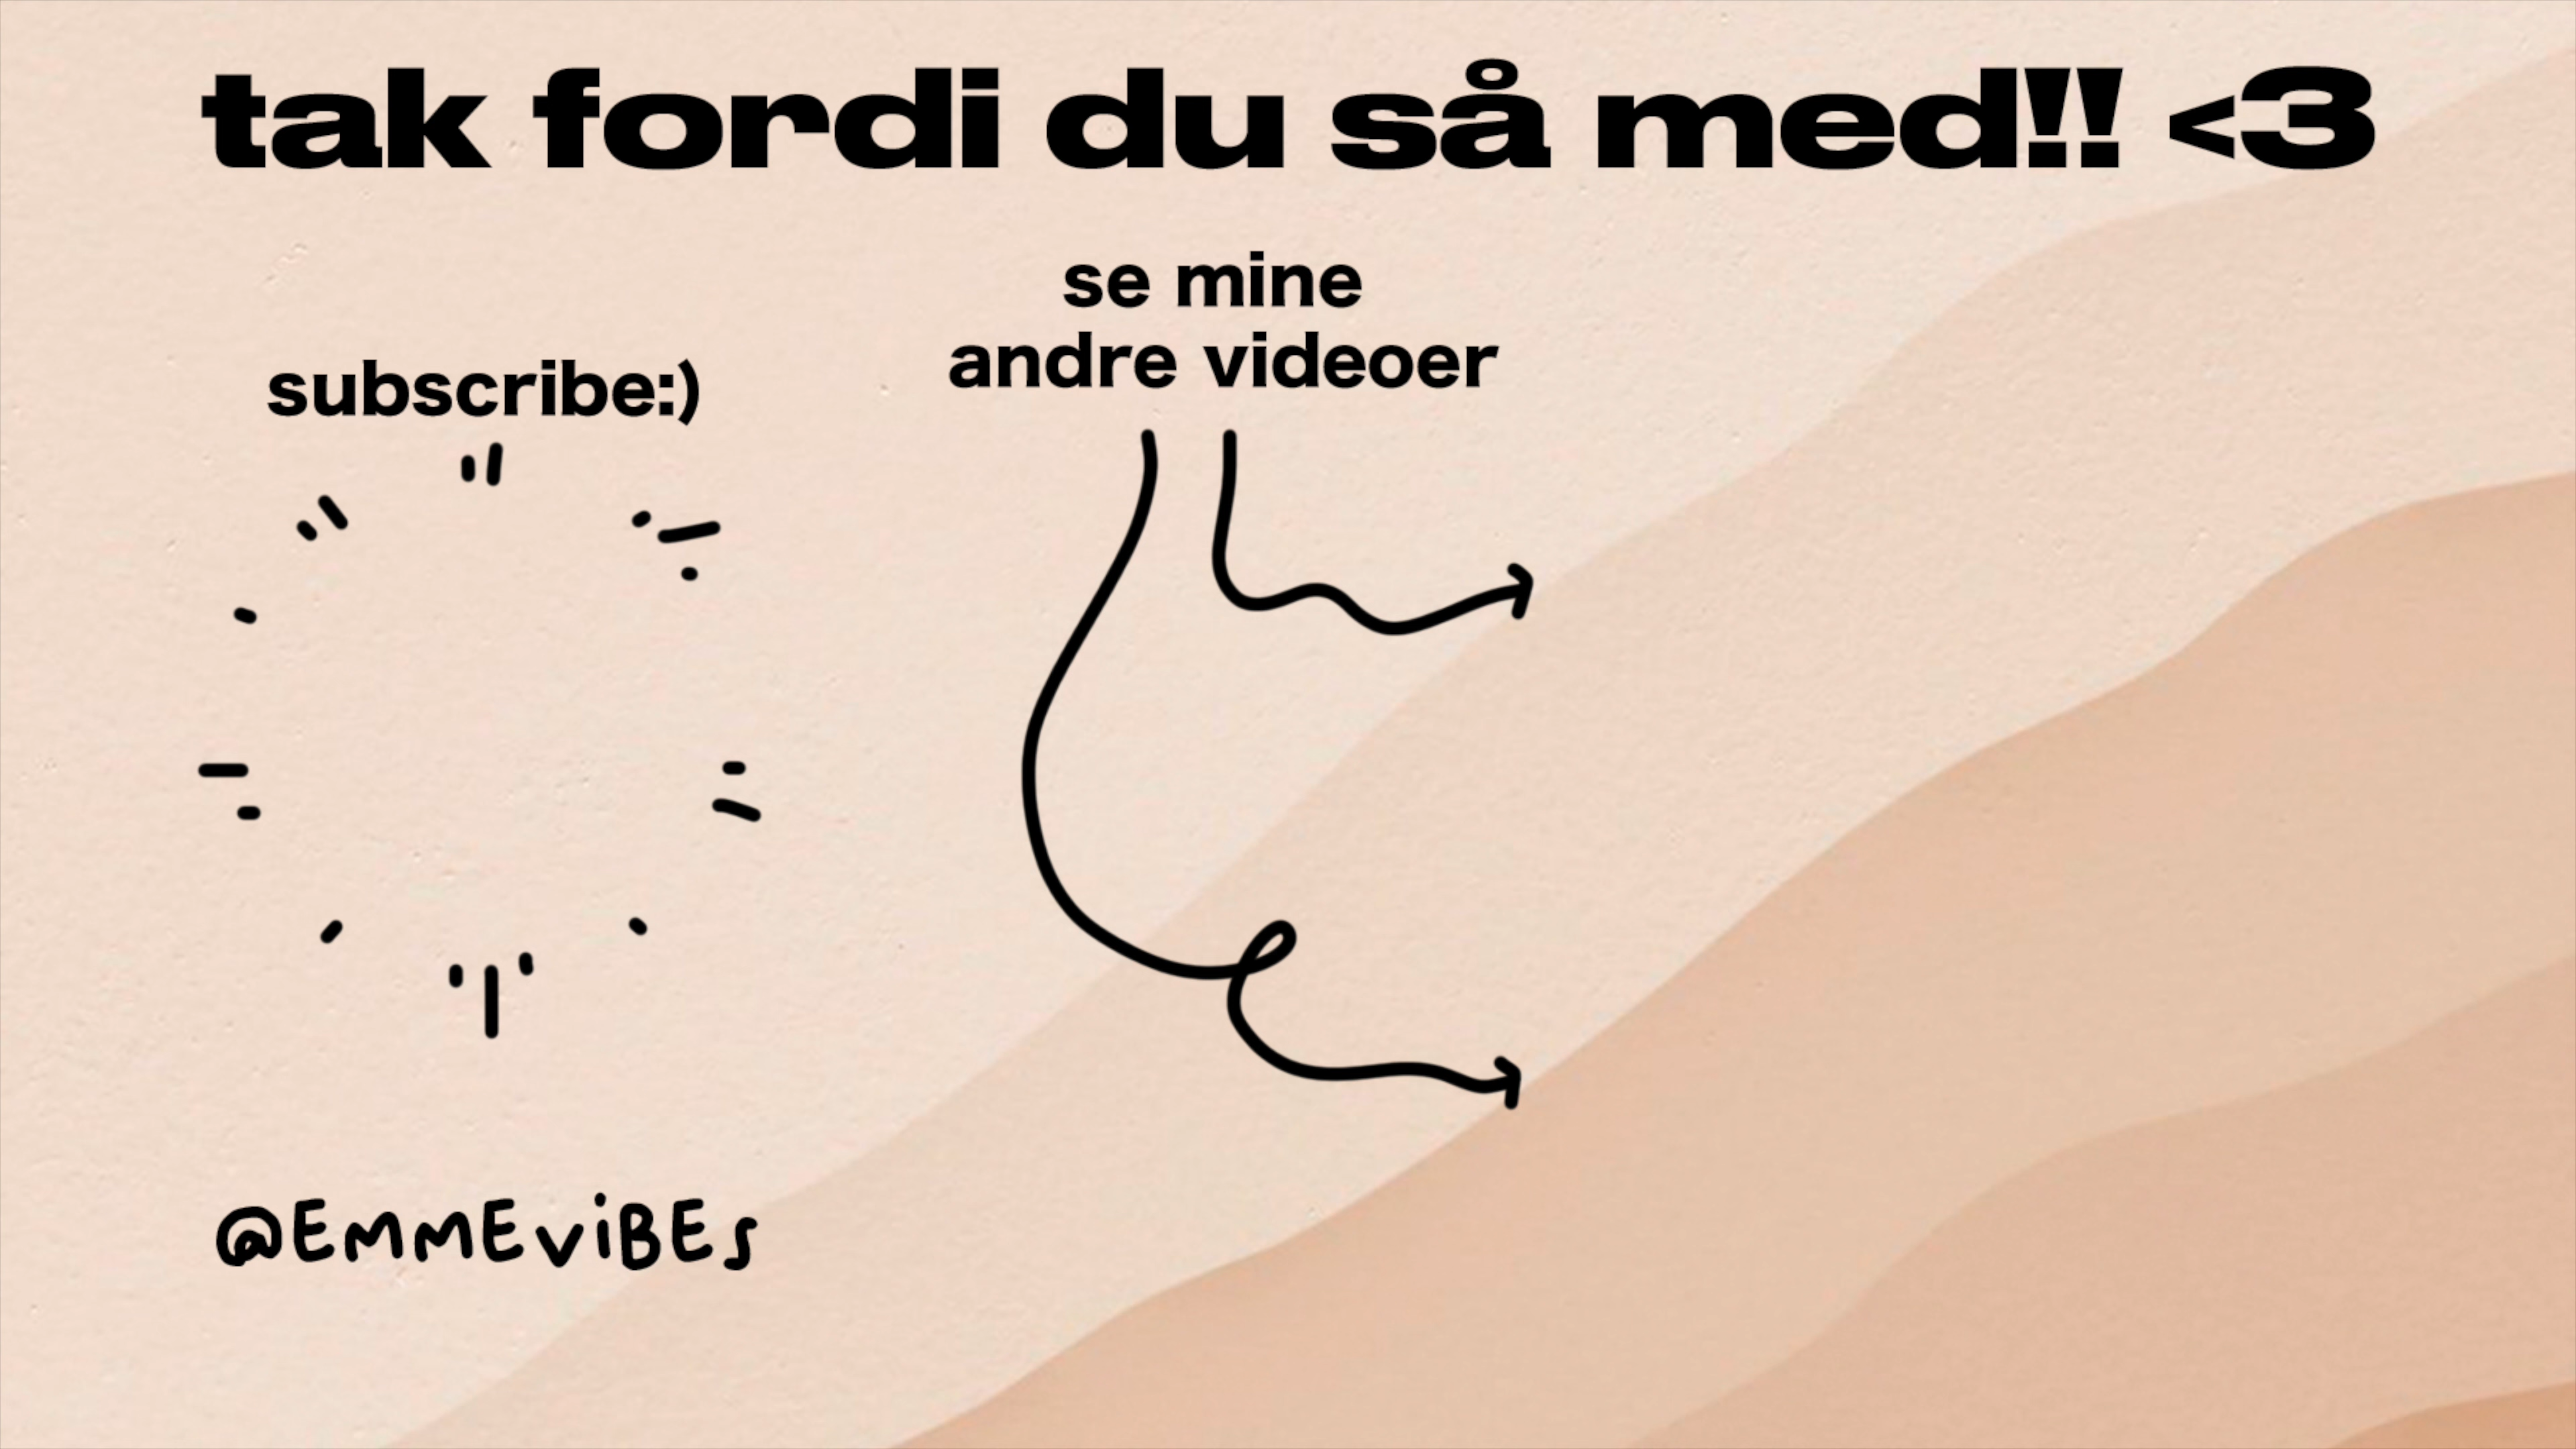 tak fordi du så med!! <3
subscribe:)
se mine
andre videoer
@EMMEViBEs